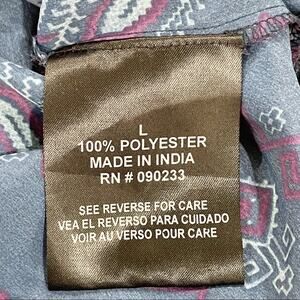 L
100% POLYESTER
MADE IN INDIA
RN # 090233
SEE REVERSE FOR CARE
VEA EL REVERSO PARA CUIDADO
VOIR AU VERSO POUR CARE